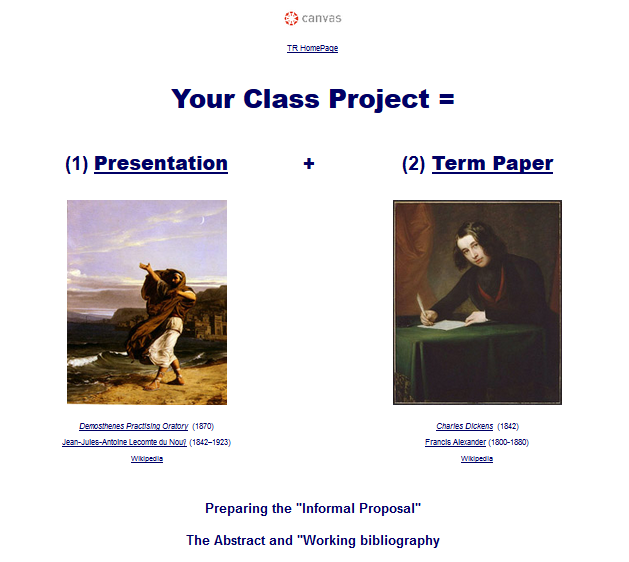 canvas
TR HomePage
Your Class Project =
(1) Presentation + (2) Term Paper
Demosthenes Practising Oratory (1870)
Jean-Jules-Antoine Lecomte du Nouÿ (1842–1923)
Wikipedia
Charles Dickens (1842)
Francis Alexander (1800-1880)
Wikipedia
Preparing the "Informal Proposal"
The Abstract and "Working bibliography